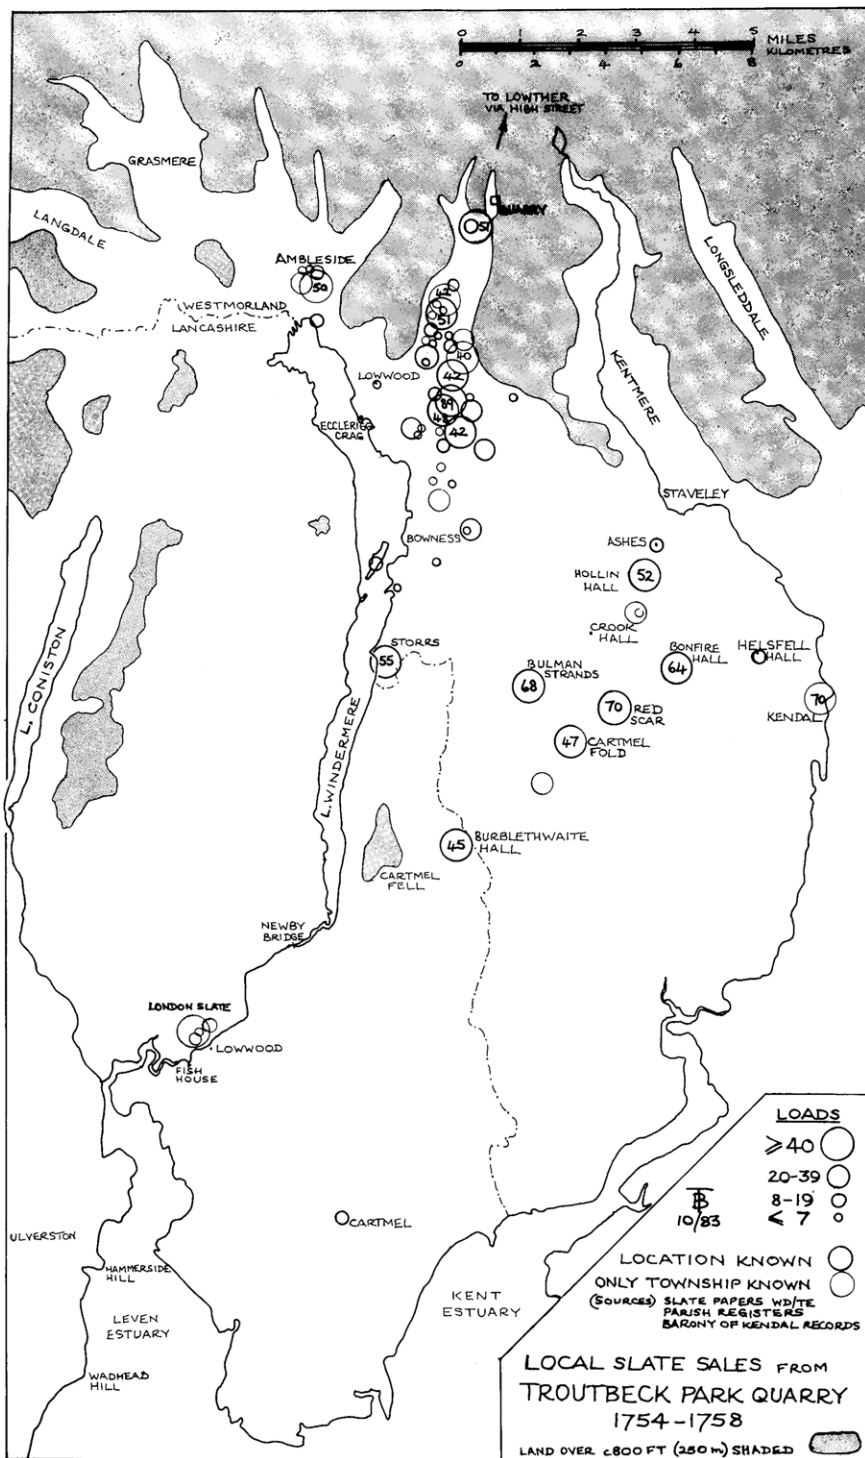 0 1 2 3 4 5
MILES
KILOMETRES
0 2 4 6 8
TO LOWTHER
VIA HIGH STREET
GRASMERE
QUARRY
LANGDALE
51
LONGSLEDDALE
AMBLESIDE
50
WESTMORLAND
LANCASHIRE
42
51
KENTMERE
40
LOWWOOD
42
89
48
ECCLERIGG
CRAG
42
STAVELEY
BOWNESS
ASHES
HOLLIN
HALL
52
CROOK
HALL
STORRS
55
BULMAN
STRANDS
68
BONFIRE
HALL
64
HELSFELL
HALL
70
KENDAL
70
RED
SCAR
L. CONISTON
L. WINDERMERE
47
CARTMEL
FOLD
45
BURBLETHWAITE
HALL
CARTMEL
FELL
NEWBY
BRIDGE
LONDON SLATE
LOWWOOD
FISH
HOUSE
CARTMEL
ULVERSTON
HAMMERSIDE
HILL
LEVEN
ESTUARY
KENT
ESTUARY
WADHEAD
HILL
LOADS
⩾40
20-39
8-19
⩽ 7
10/83
LOCATION KNOWN
ONLY TOWNSHIP KNOWN
(SOURCES) SLATE PAPERS WD/TE
PARISH REGISTERS
BARONY OF KENDAL RECORDS
LOCAL SLATE SALES FROM
TROUTBECK PARK QUARRY
1754-1758
LAND OVER c800 FT (250 m) SHADED